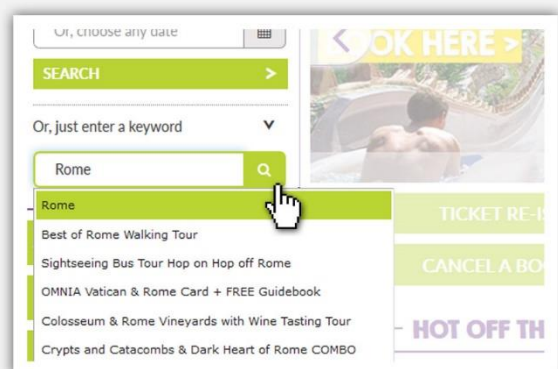 Or, choose any date
SEARCH >
Or, just enter a keyword
Rome
Rome
Best of Rome Walking Tour
Sightseeing Bus Tour Hop on Hop off Rome
OMNIA Vatican & Rome Card + FREE Guidebook
Colosseum & Rome Vineyards with Wine Tasting Tour
Crypts and Catacombs & Dark Heart of Rome COMBO
OOK HERE >
TICKET RE-IS
CANCEL A BO
HOT OFF TH